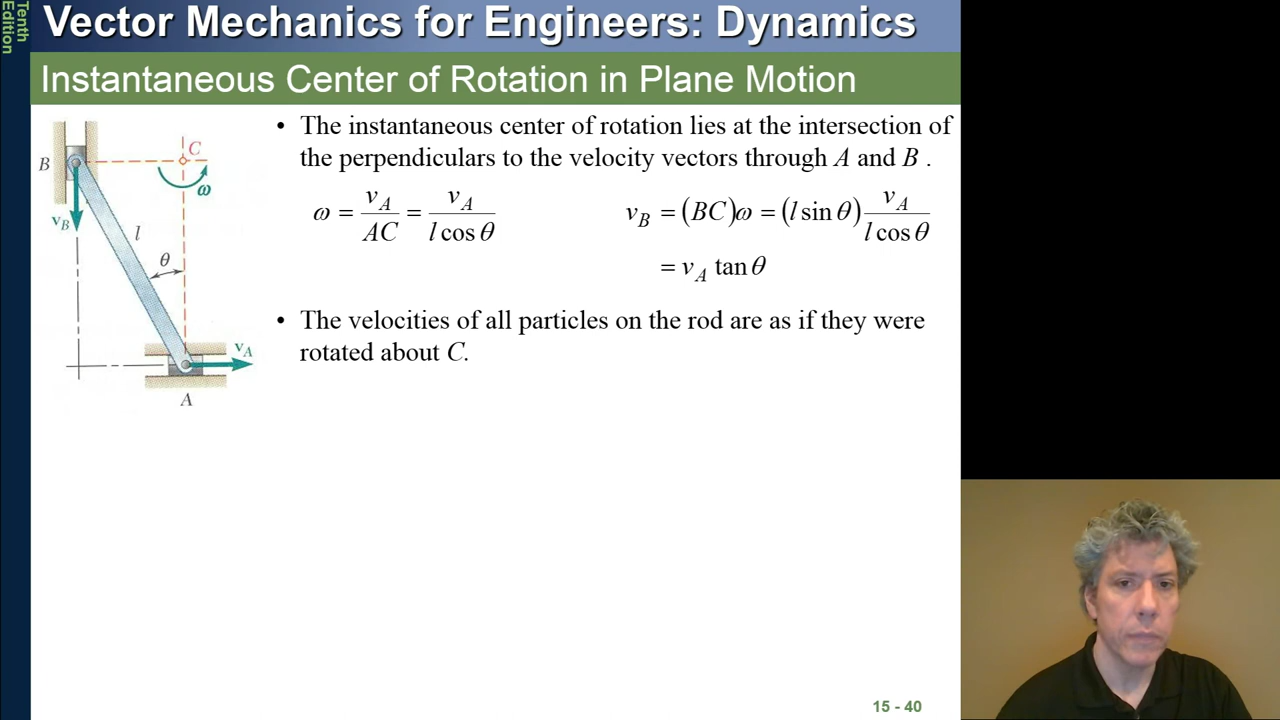 Tenth
Edition
Vector Mechanics for Engineers: Dynamics
Instantaneous Center of Rotation in Plane Motion
• The instantaneous center of rotation lies at the intersection of
the perpendiculars to the velocity vectors through A and B .
ω = v_A / AC = v_A / l cos θ
v_B = (BC)ω = (l sin θ) v_A / l cos θ
= v_A tan θ
• The velocities of all particles on the rod are as if they were
rotated about C.
B
C
ω
v_B
l
θ
v_A
A
15 - 40